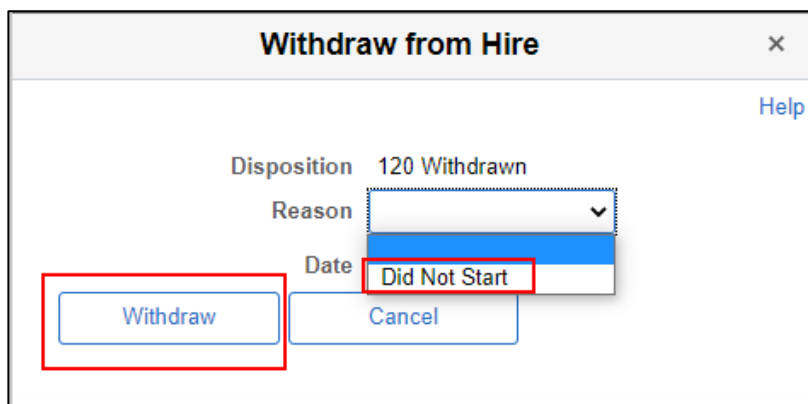 Withdraw from Hire ×
Help
Disposition 120 Withdrawn
Reason
Date
Did Not Start
Withdraw Cancel